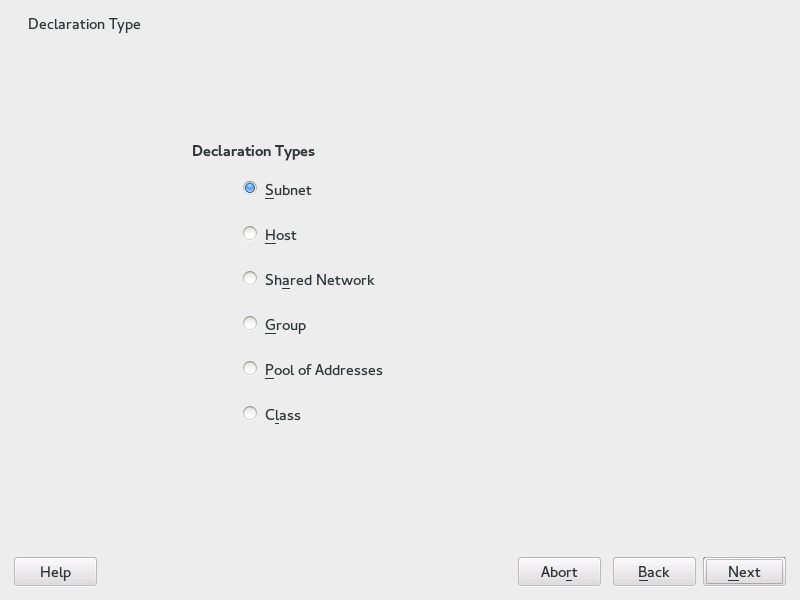 Declaration Type
Declaration Types
Subnet
Host
Shared Network
Group
Pool of Addresses
Class
Help
Abort
Back
Next